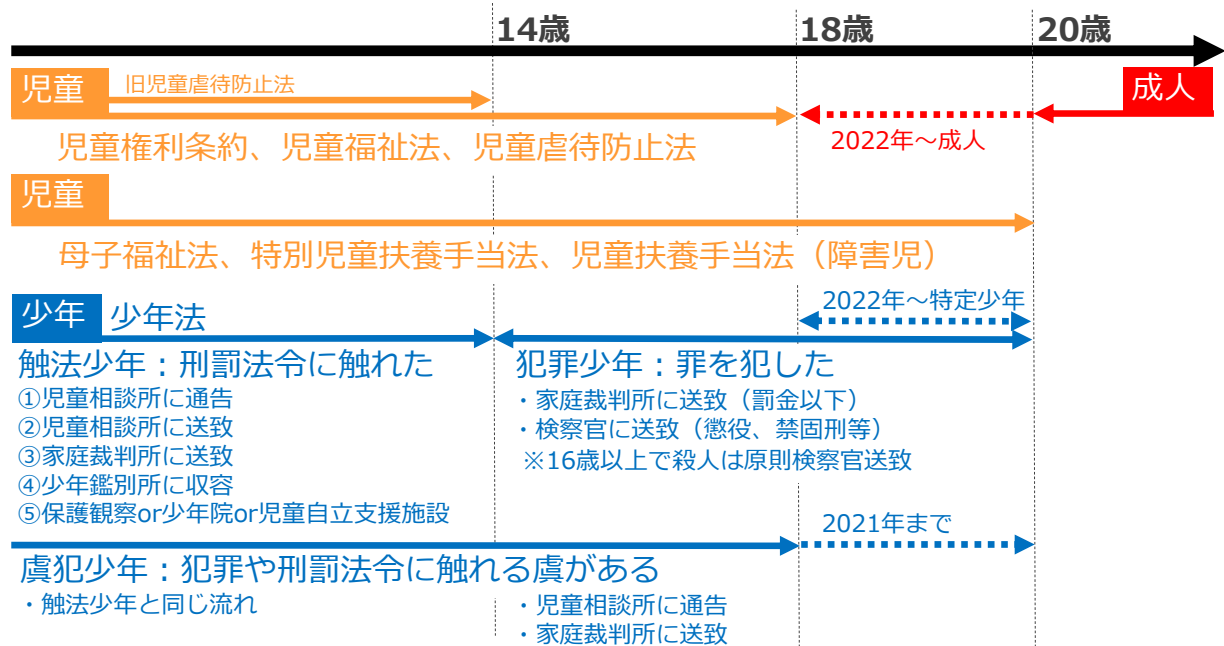 14歳
18歳
20歳
児童
旧児童虐待防止法
成人
児童権利条約、児童福祉法、児童虐待防止法
2022年～成人
児童
母子福祉法、特別児童扶養手当法、児童扶養手当法（障害児）
少年
少年法
2022年～特定少年
触法少年：刑罰法令に触れた
①児童相談所に通告
②児童相談所に送致
③家庭裁判所に送致
④少年鑑別所に収容
⑤保護観察or少年院or児童自立支援施設
犯罪少年：罪を犯した
・家庭裁判所に送致（罰金以下）
・検察官に送致（懲役、禁固刑等）
※16歳以上で殺人は原則検察官送致
2021年まで
虞犯少年：犯罪や刑罰法令に触れる虞がある
・触法少年と同じ流れ
・児童相談所に通告
・家庭裁判所に送致